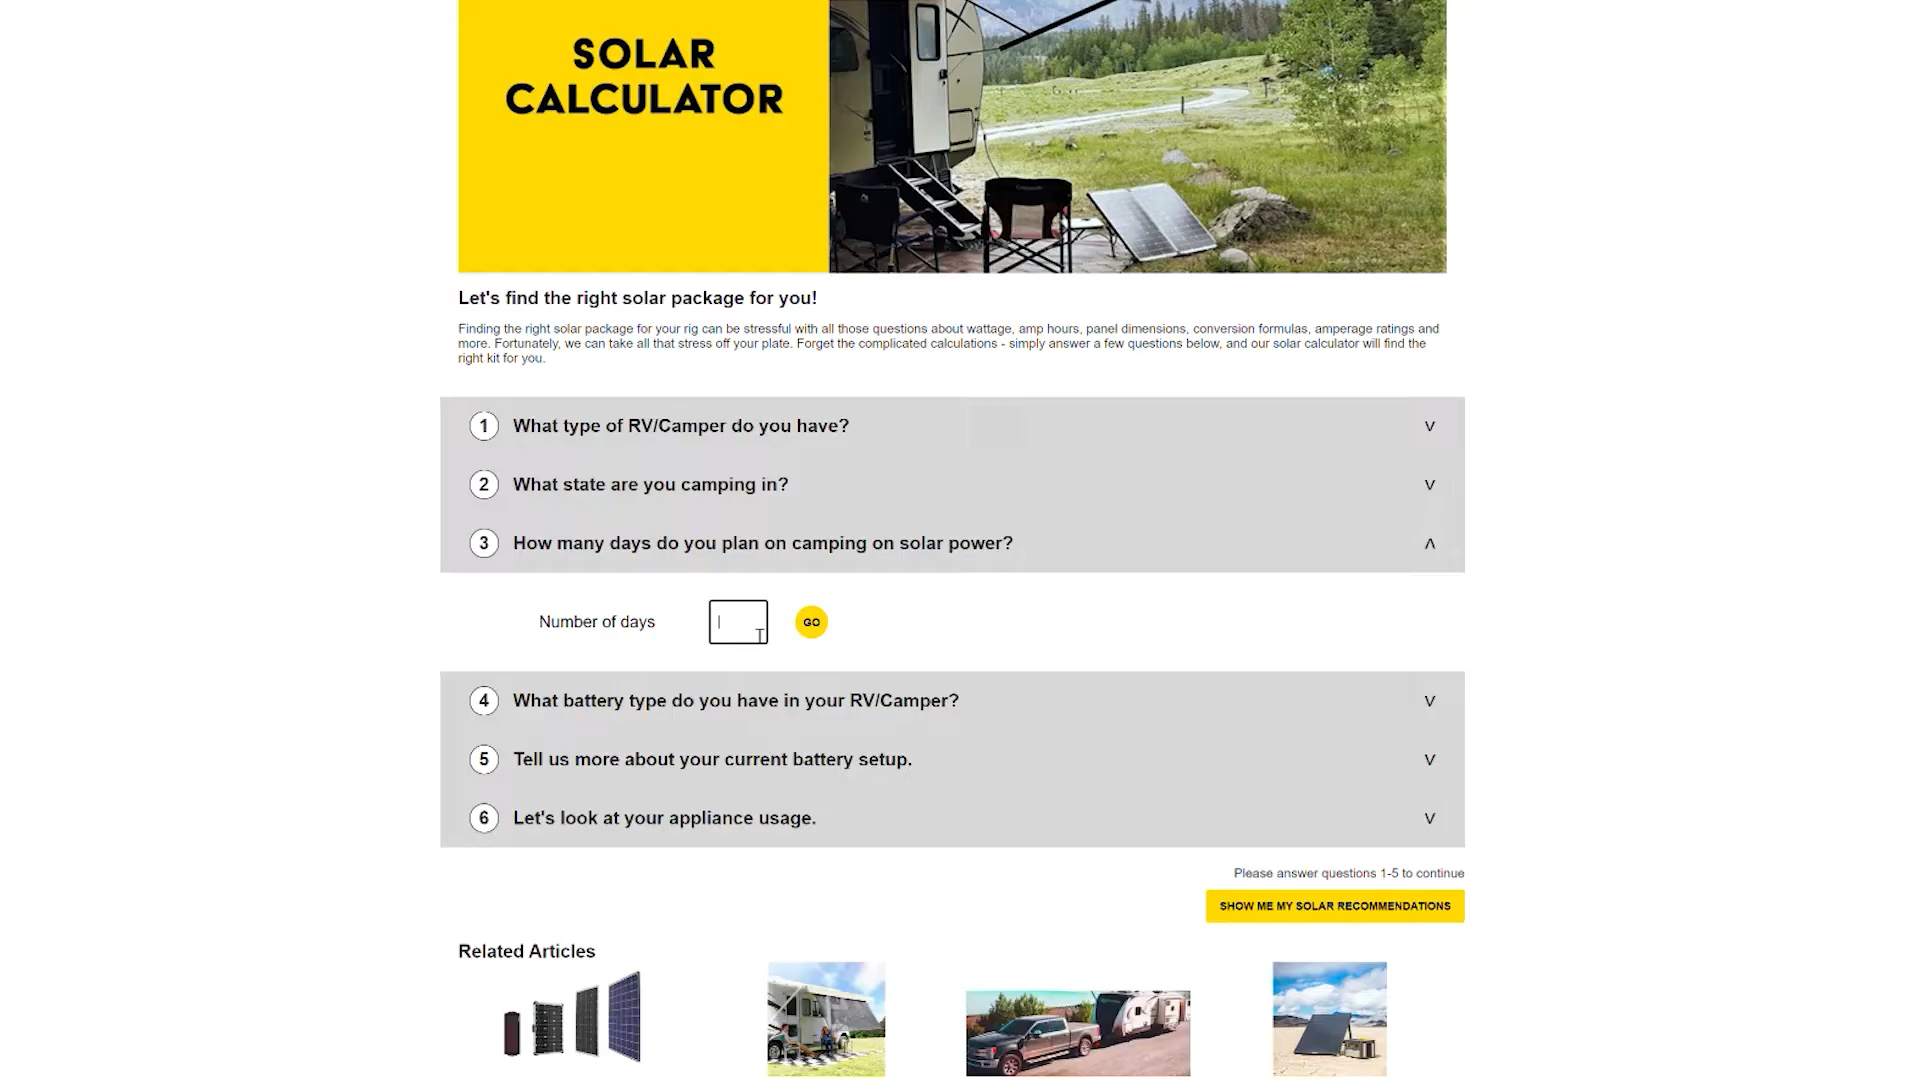 SOLAR
CALCULATOR
Let's find the right solar package for you!
Finding the right solar package for your rig can be stressful with all those questions about wattage, amp hours, panel dimensions, conversion formulas, amperage ratings and
more. Fortunately, we can take all that stress off your plate. Forget the complicated calculations - simply answer a few questions below, and our solar calculator will find the
right kit for you.
1 What type of RV/Camper do you have? V
2 What state are you camping in? V
3 How many days do you plan on camping on solar power? Λ
Number of days GO
4 What battery type do you have in your RV/Camper? V
5 Tell us more about your current battery setup. V
6 Let's look at your appliance usage. V
Please answer questions 1-5 to continue
SHOW ME MY SOLAR RECOMMENDATIONS
Related Articles